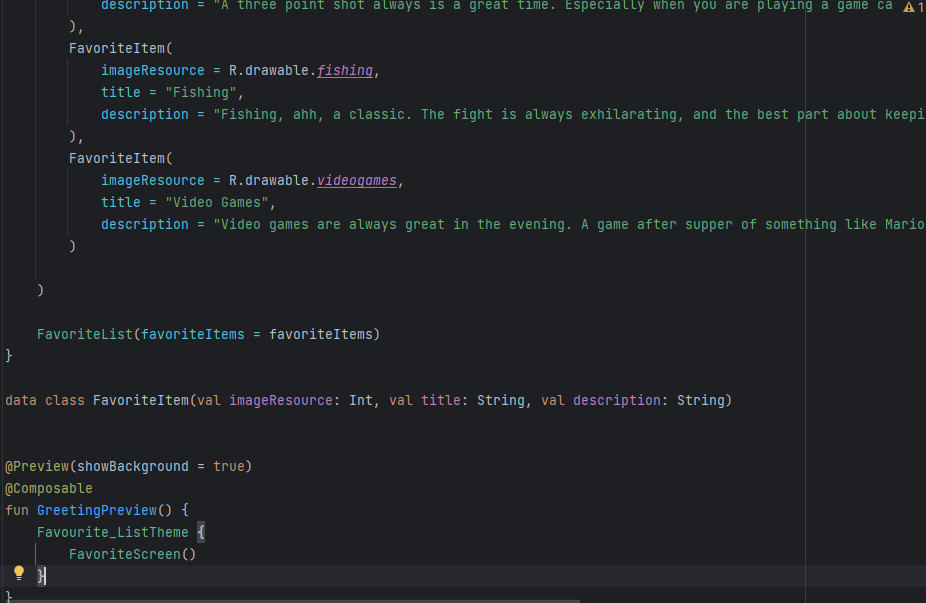 description = "A three point shot always is a great time. Especially when you are playing a game ca
1
),
FavoriteItem(
imageResource = R.drawable.fishing,
title = "Fishing",
description = "Fishing, ahh, a classic. The fight is always exhilarating, and the best part about keepi
),
FavoriteItem(
imageResource = R.drawable.videogames,
title = "Video Games",
description = "Video games are always great in the evening. A game after supper of something like Mario
)
)
FavoriteList(favoriteItems = favoriteItems)
}
data class FavoriteItem(val imageResource: Int, val title: String, val description: String)
@Preview(showBackground = true)
@Composable
fun GreetingPreview() {
Favourite_ListTheme {
FavoriteScreen()
}
}